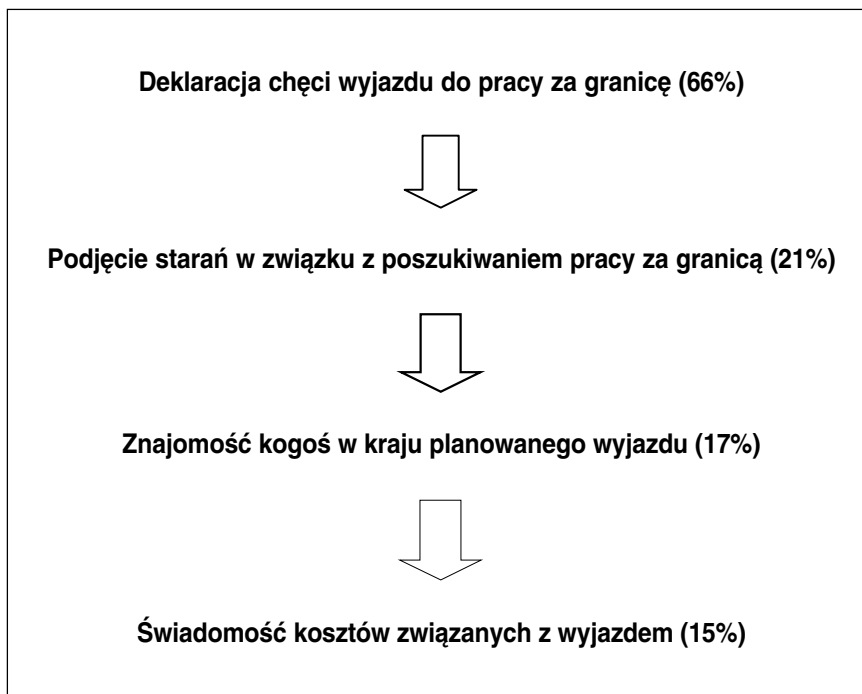 Deklaracja chęci wyjazdu do pracy za granicę (66%)
Podjęcie starań w związku z poszukiwaniem pracy za granicą (21%)
Znajomość kogoś w kraju planowanego wyjazdu (17%)
Świadomość kosztów związanych z wyjazdem (15%)